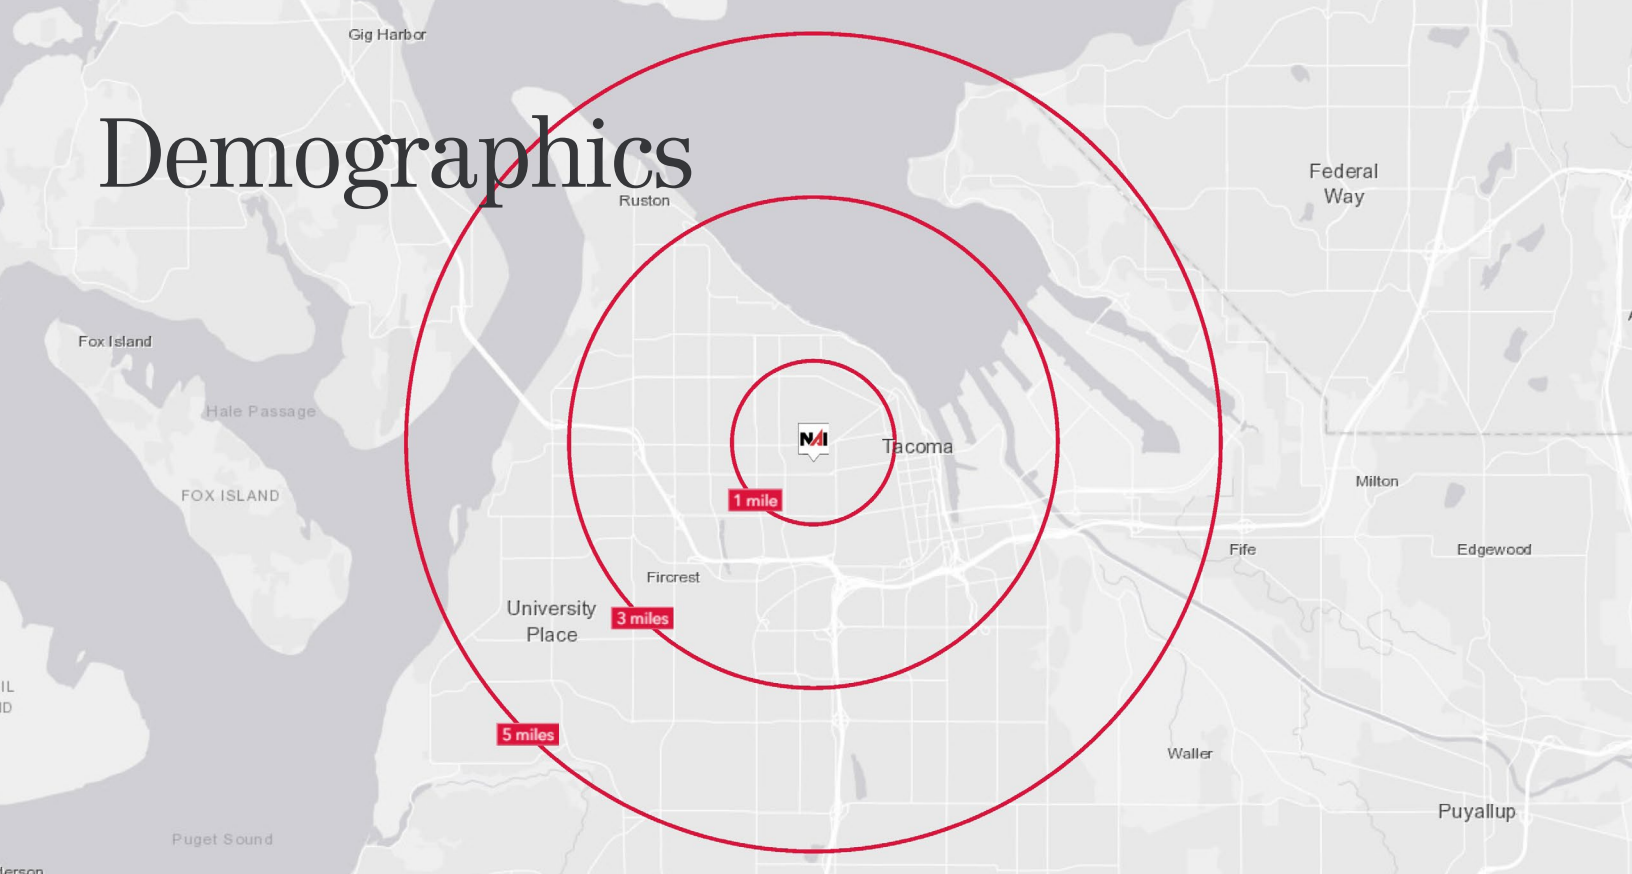 Gig Harbor
Demographics
Federal
Way
Ruston
Fox Island
Hale Passage
NAI
Tacoma
Milton
FOX ISLAND
1 mile
Fife
Edgewood
Fircrest
University
Place
3 miles
5 miles
Waller
Puyallup
Puget Sound